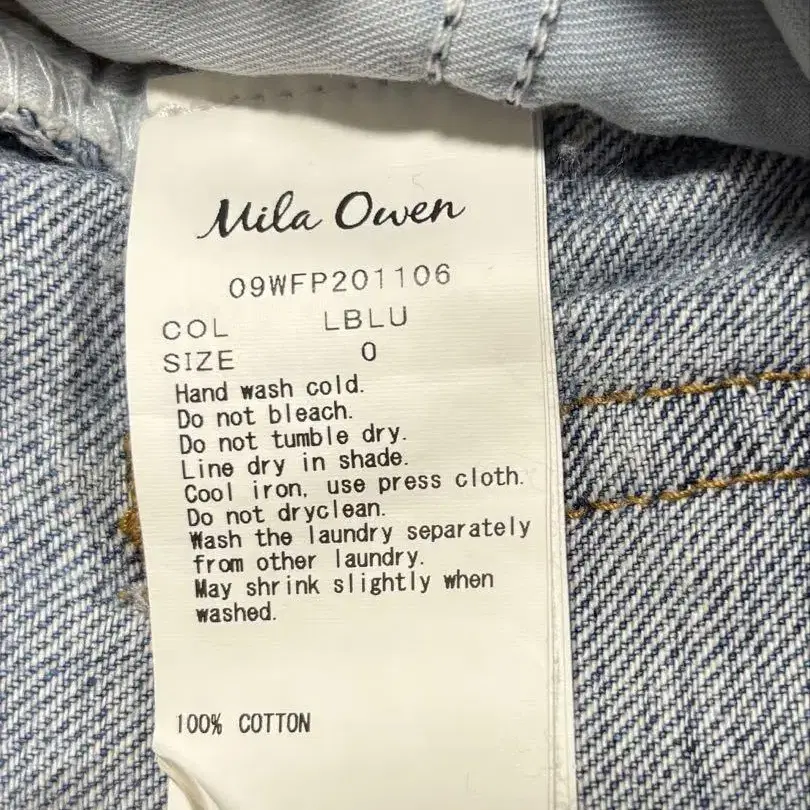 Mila Owen
09WFP201106
COL LBLU
SIZE 0
Hand wash cold.
Do not bleach.
Do not tumble dry.
Line dry in shade.
Cool iron, use press cloth.
Do not dryclean.
Wash the laundry separately
from other laundry.
May shrink slightly when
washed.
100% COTTON